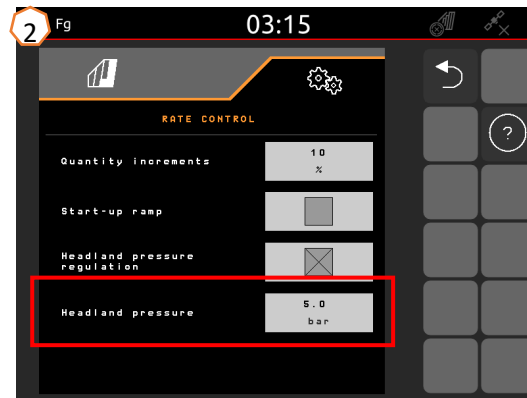 2
Fg
03:15
RATE CONTROL
Quantity increments
10
%
Start-up ramp
Headland pressure
regulation
Headland pressure
5.0
bar
?